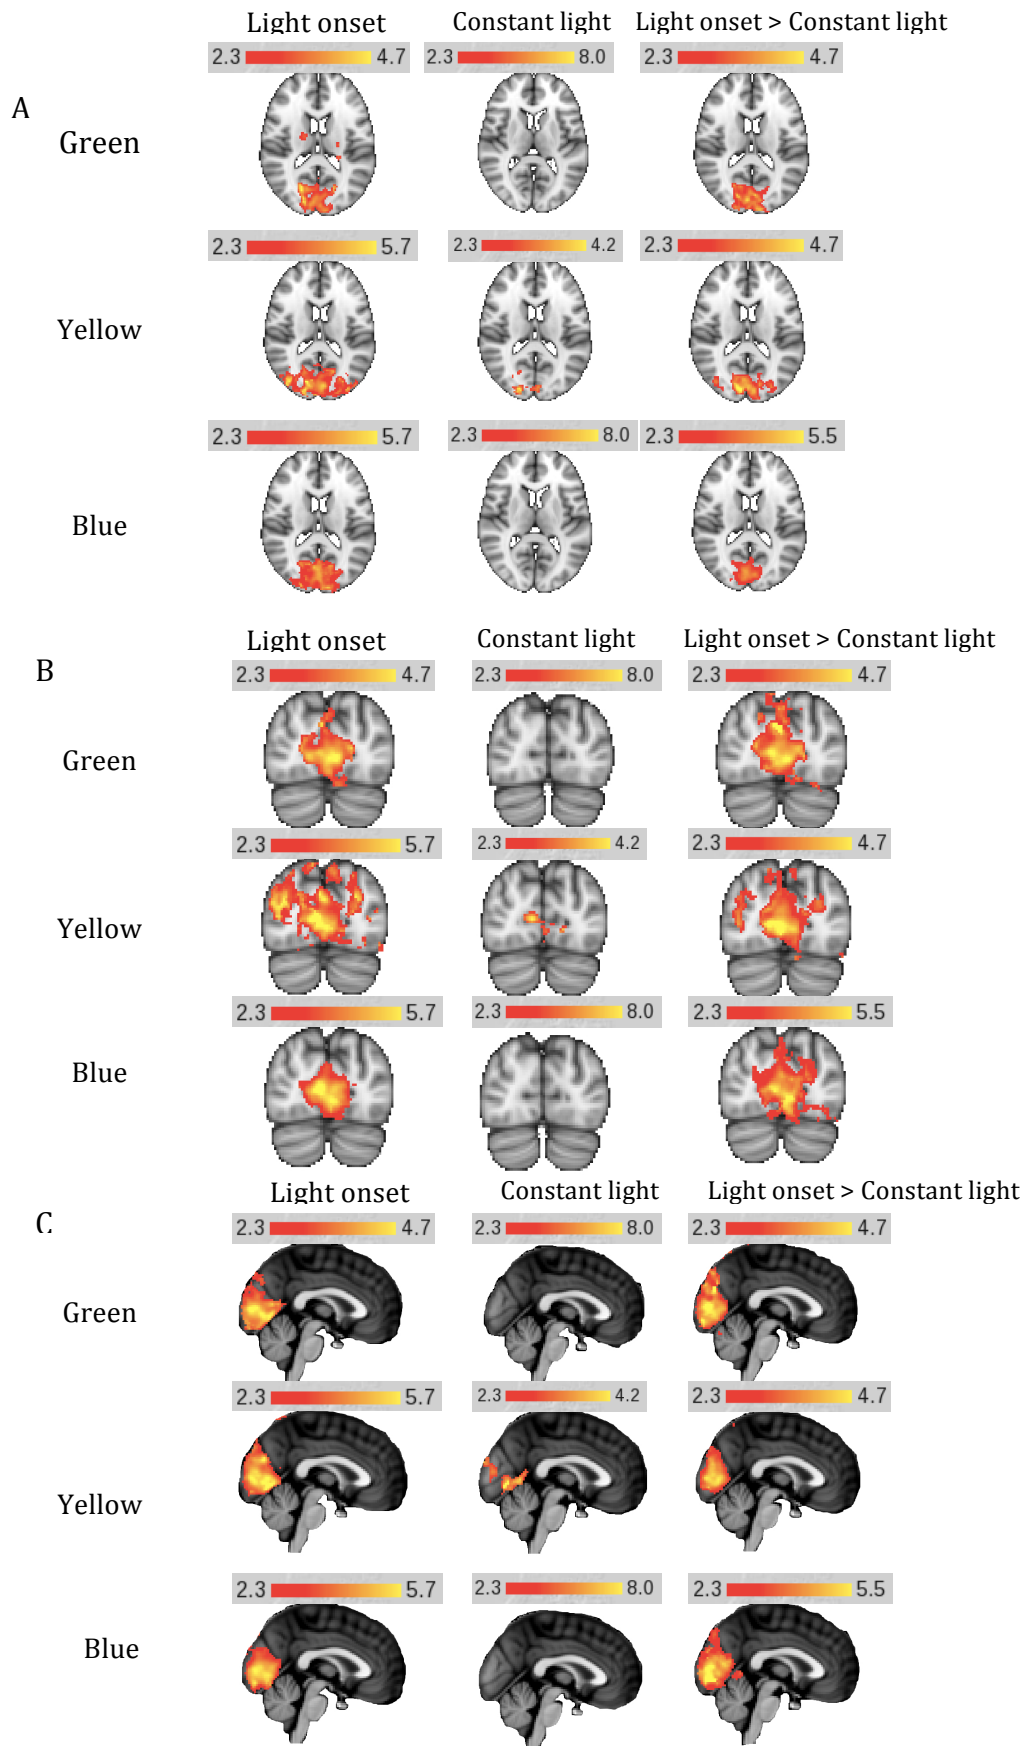 Light onset Constant light Light onset > Constant light
2.3 4.7 2.3 8.0 2.3 4.7
A
Green
2.3 5.7 2.3 4.2 2.3 4.7
Yellow
2.3 5.7 2.3 8.0 2.3 5.5
Blue
Light onset Constant light Light onset > Constant light
B
2.3 4.7 2.3 8.0 2.3 4.7
Green
2.3 5.7 2.3 4.2 2.3 4.7
Yellow
2.3 5.7 2.3 8.0 2.3 5.5
Blue
Light onset Constant light Light onset > Constant light
C
2.3 4.7 2.3 8.0 2.3 4.7
Green
2.3 5.7 2.3 4.2 2.3 4.7
Yellow
2.3 5.7 2.3 8.0 2.3 5.5
Blue